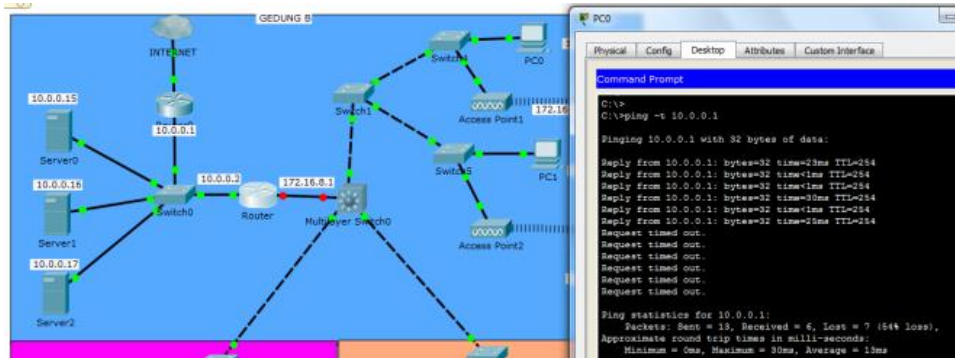 GEDUNG B
INTERNET
10.0.0.15
10.0.0.1
Server0
10.0.0.16
Server1
10.0.0.17
Server2
Switch0
10.0.0.2
Router
172.16.8.1
Multilayer Switch0
Switch1
PC0
Access Point1
172.16
PC1
Access Point2
PC0
Physical Config Desktop Attributes Custom Interface
Command Prompt
C:\>
C:\>ping -t 10.0.0.1
Pinging 10.0.0.1 with 32 bytes of data:
Reply from 10.0.0.1: bytes=32 time=23ms TTL=254
Reply from 10.0.0.1: bytes=32 time<1ms TTL=254
Reply from 10.0.0.1: bytes=32 time<1ms TTL=254
Reply from 10.0.0.1: bytes=32 time=30ms TTL=254
Reply from 10.0.0.1: bytes=32 time<1ms TTL=254
Reply from 10.0.0.1: bytes=32 time=25ms TTL=254
Request timed out.
Request timed out.
Request timed out.
Request timed out.
Request timed out.
Request timed out.
Ping statistics for 10.0.0.1:
Packets: Sent = 13, Received = 6, Lost = 7 (54% loss),
Approximate round trip times in milli-seconds:
Minimum = 0ms, Maximum = 30ms, Average = 13ms